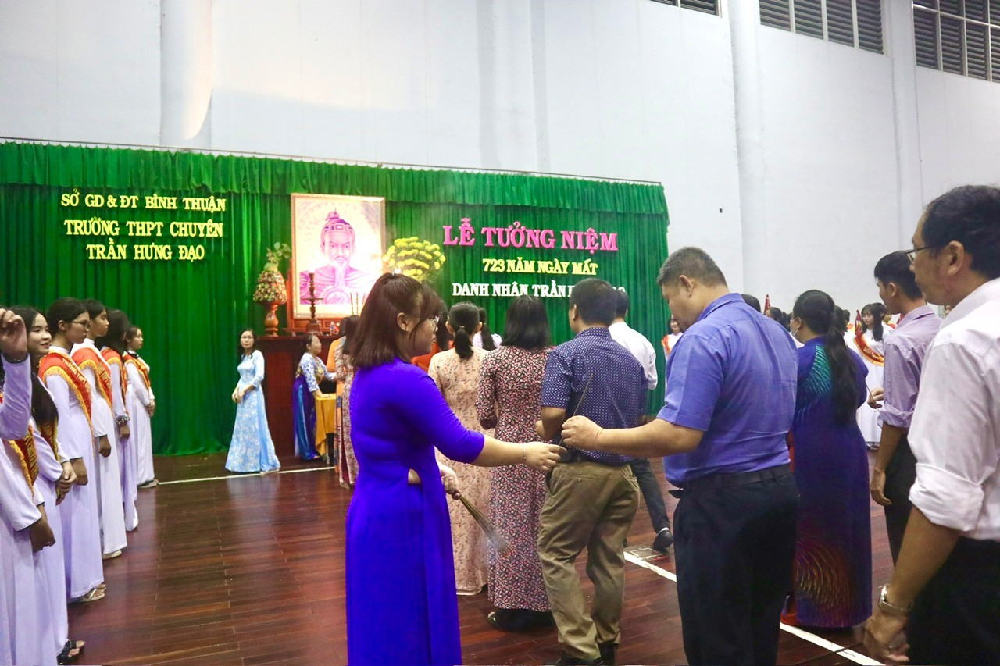 SỞ GD & ĐT BÌNH THUẬN
TRƯỜNG THPT CHUYÊN
TRẦN HƯNG ĐẠO
LỄ TƯỞNG NIỆM
723 NĂM NGÀY MẤT
DANH NHÂN TRẦN